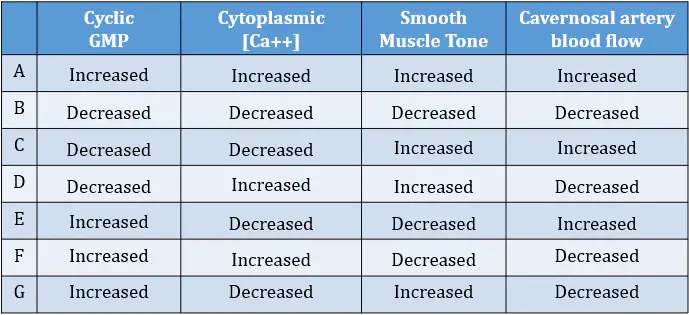 Cyclic GMP Cytoplasmic [Ca++] Smooth Muscle Tone Cavernosal artery blood flow
A Increased Increased Increased Increased
B Decreased Decreased Decreased Decreased
C Decreased Decreased Increased Increased
D Decreased Increased Increased Decreased
E Increased Decreased Decreased Increased
F Increased Increased Decreased Decreased
G Increased Decreased Increased Decreased